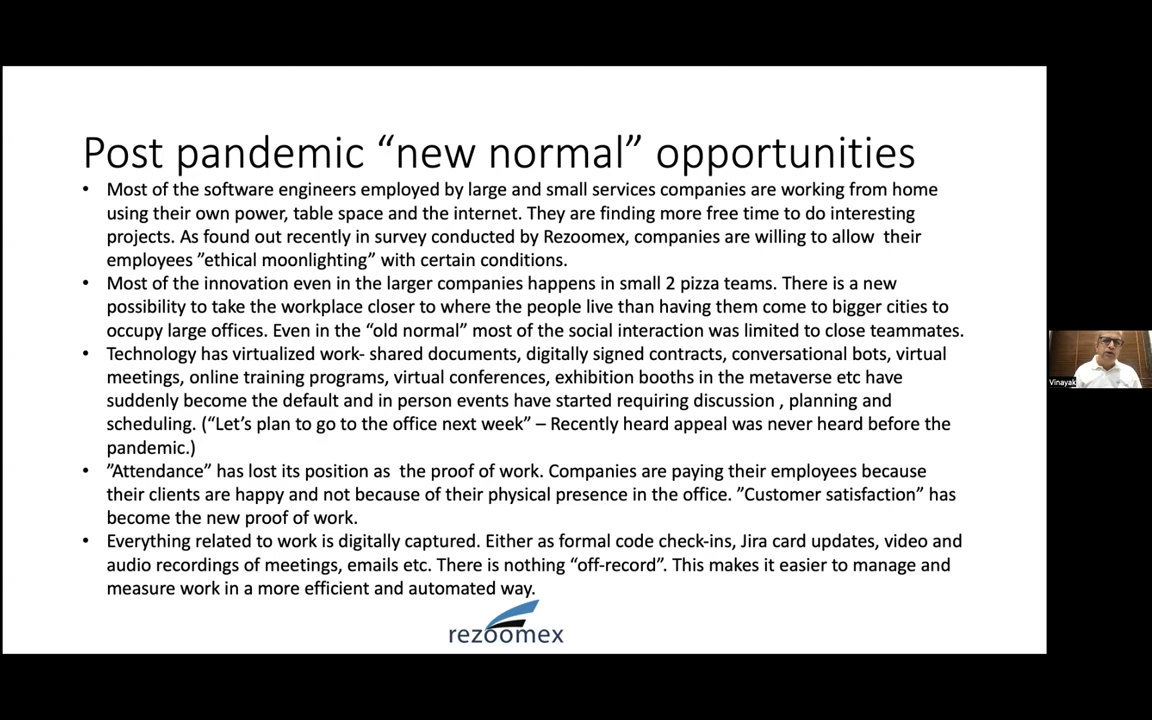 Post pandemic “new normal” opportunities
• Most of the software engineers employed by large and small services companies are working from home
using their own power, table space and the internet. They are finding more free time to do interesting
projects. As found out recently in survey conducted by Rezoomex, companies are willing to allow  their
employees ”ethical moonlighting” with certain conditions.
• Most of the innovation even in the larger companies happens in small 2 pizza teams. There is a new
possibility to take the workplace closer to where the people live than having them come to bigger cities to
occupy large offices. Even in the “old normal” most of the social interaction was limited to close teammates.
• Technology has virtualized work- shared documents, digitally signed contracts, conversational bots, virtual
meetings, online training programs, virtual conferences, exhibition booths in the metaverse etc have
suddenly become the default and in person events have started requiring discussion , planning and
scheduling. (“Let’s plan to go to the office next week” – Recently heard appeal was never heard before the
pandemic.)
• ”Attendance” has lost its position as  the proof of work. Companies are paying their employees because
their clients are happy and not because of their physical presence in the office. ”Customer satisfaction” has
become the new proof of work.
• Everything related to work is digitally captured. Either as formal code check-ins, Jira card updates, video and
audio recordings of meetings, emails etc. There is nothing “off-record”. This makes it easier to manage and
measure work in a more efficient and automated way.
rezoomex
Vinayak